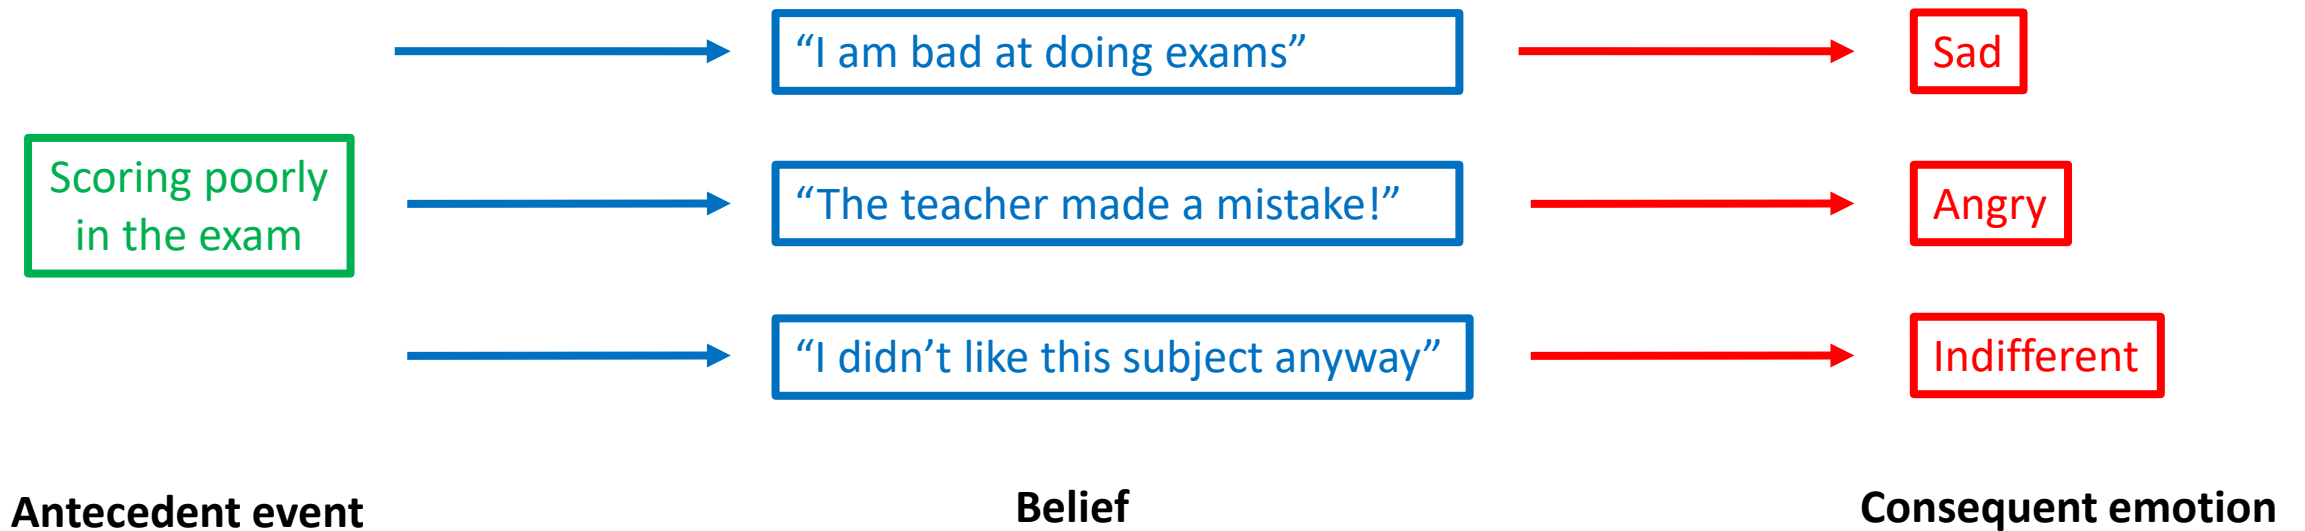 “I am bad at doing exams”
Sad
Scoring poorly
in the exam
“The teacher made a mistake!”
Angry
“I didn’t like this subject anyway”
Indifferent
Antecedent event
Belief
Consequent emotion